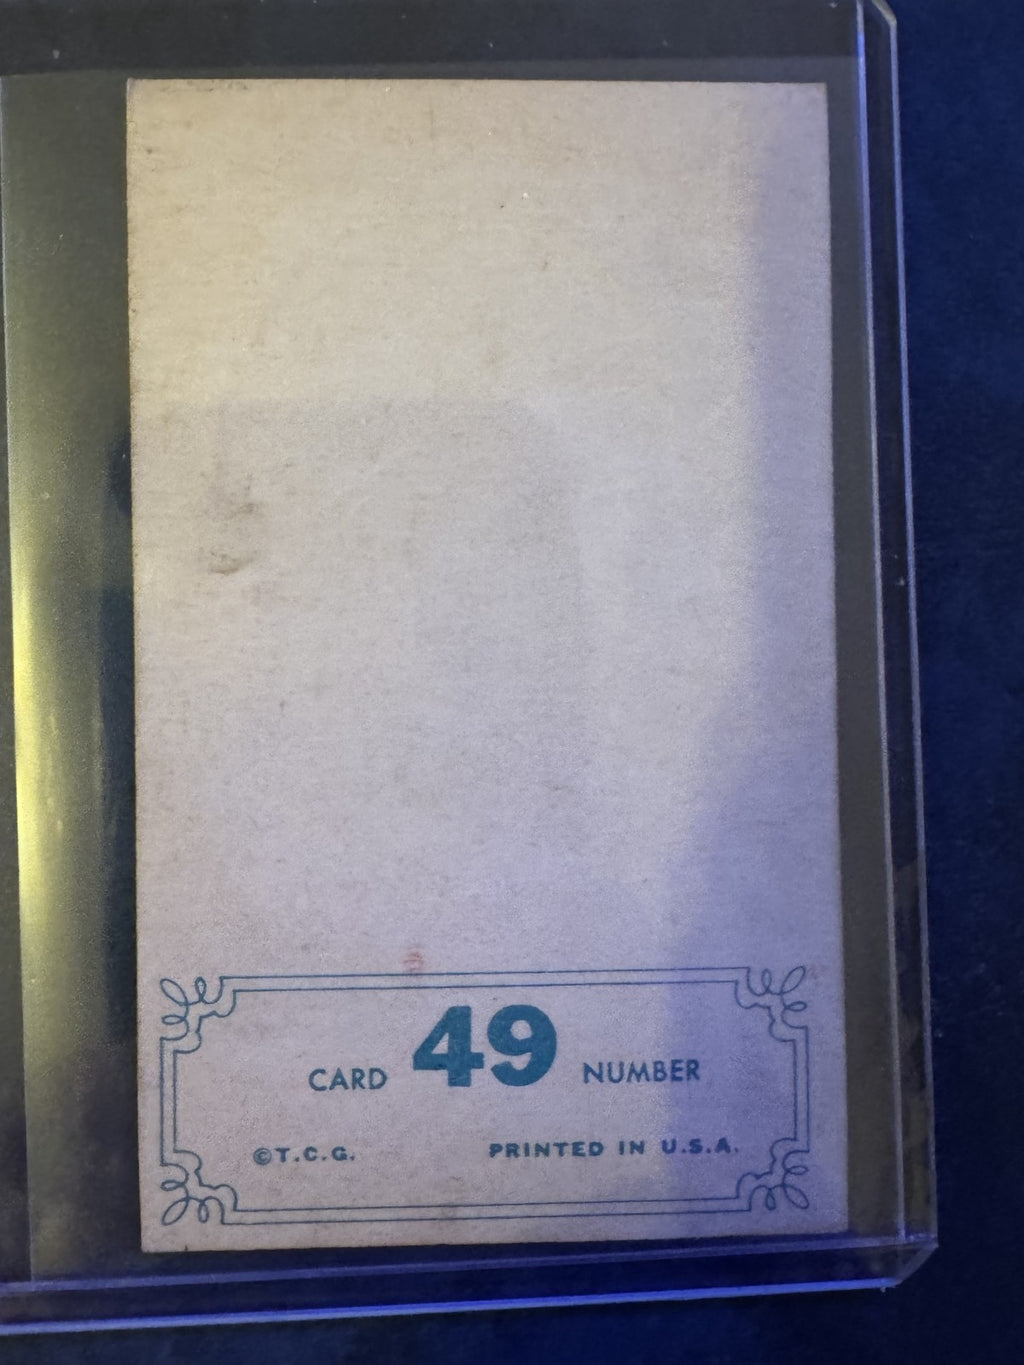 CARD 49 NUMBER
©T.C.G. PRINTED IN U.S.A.